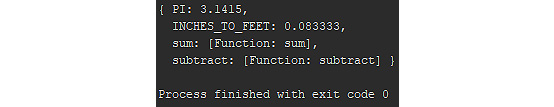 { PI: 3.1415,
INCHES_TO_FEET: 0.083333,
sum: [Function: sum],
subtract: [Function: subtract] }
Process finished with exit code 0